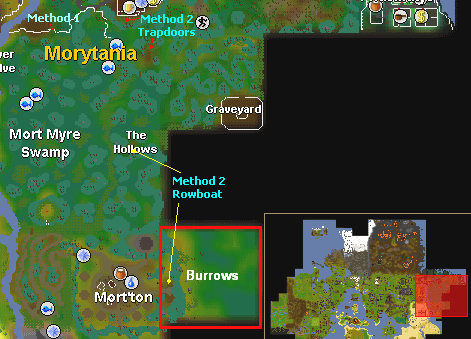 Method 1
Method 2
Trapdoors
Morytania
Graveyard
Mort Myre
Swamp
The
Hollows
Method 2
Rowboat
Burrows
Mort'ton